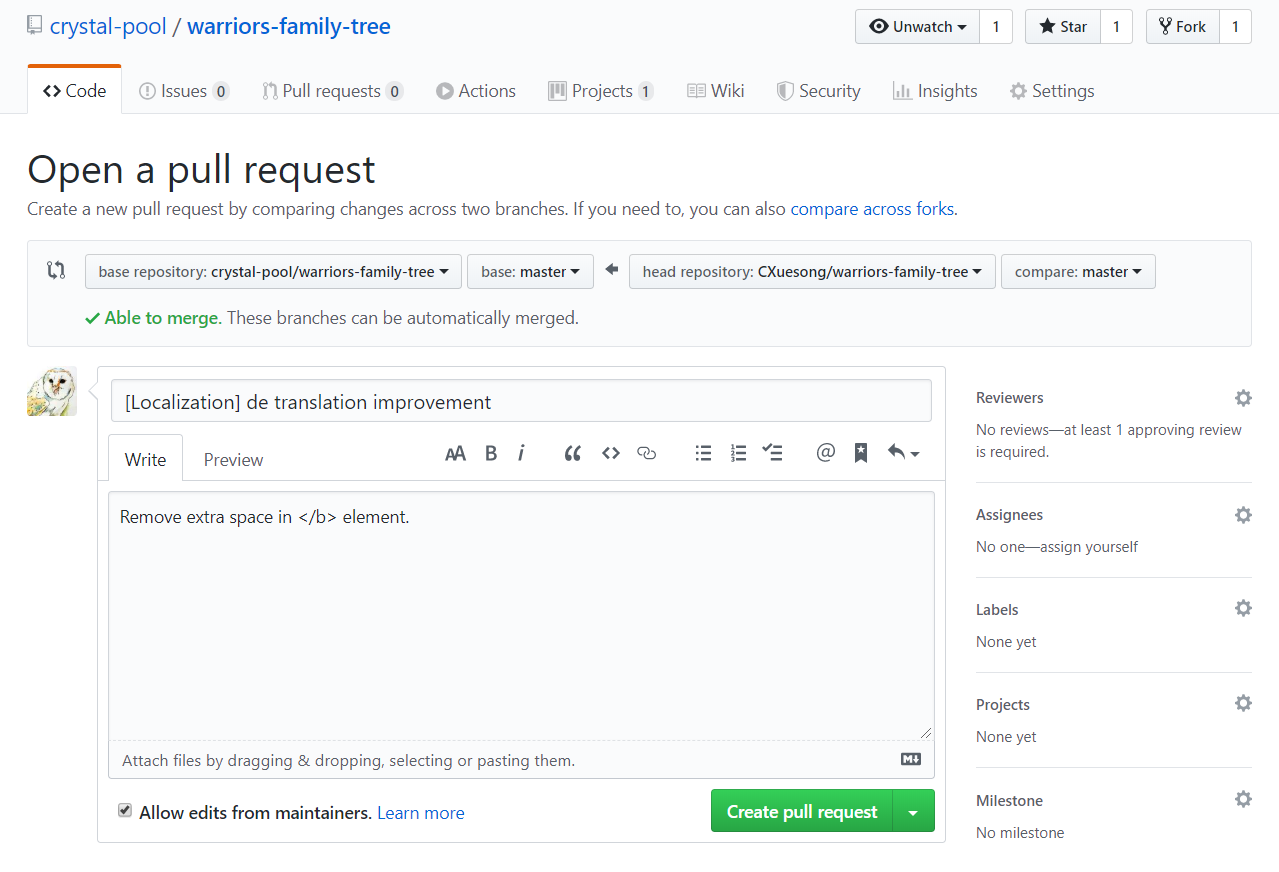 crystal-pool / warriors-family-tree
Unwatch 1 Star 1 Fork 1
Code Issues 0 Pull requests 0 Actions Projects 1 Wiki Security Insights Settings
Open a pull request
Create a new pull request by comparing changes across two branches. If you need to, you can also compare across forks.
base repository: crystal-pool/warriors-family-tree base: master head repository: CXuesong/warriors-family-tree compare: master
Able to merge. These branches can be automatically merged.
[Localization] de translation improvement
Write Preview
Remove extra space in </b> element.
Attach files by dragging & dropping, selecting or pasting them.
Allow edits from maintainers. Learn more Create pull request
Reviewers
No reviews—at least 1 approving review
is required.
Assignees
No one—assign yourself
Labels
None yet
Projects
None yet
Milestone
No milestone